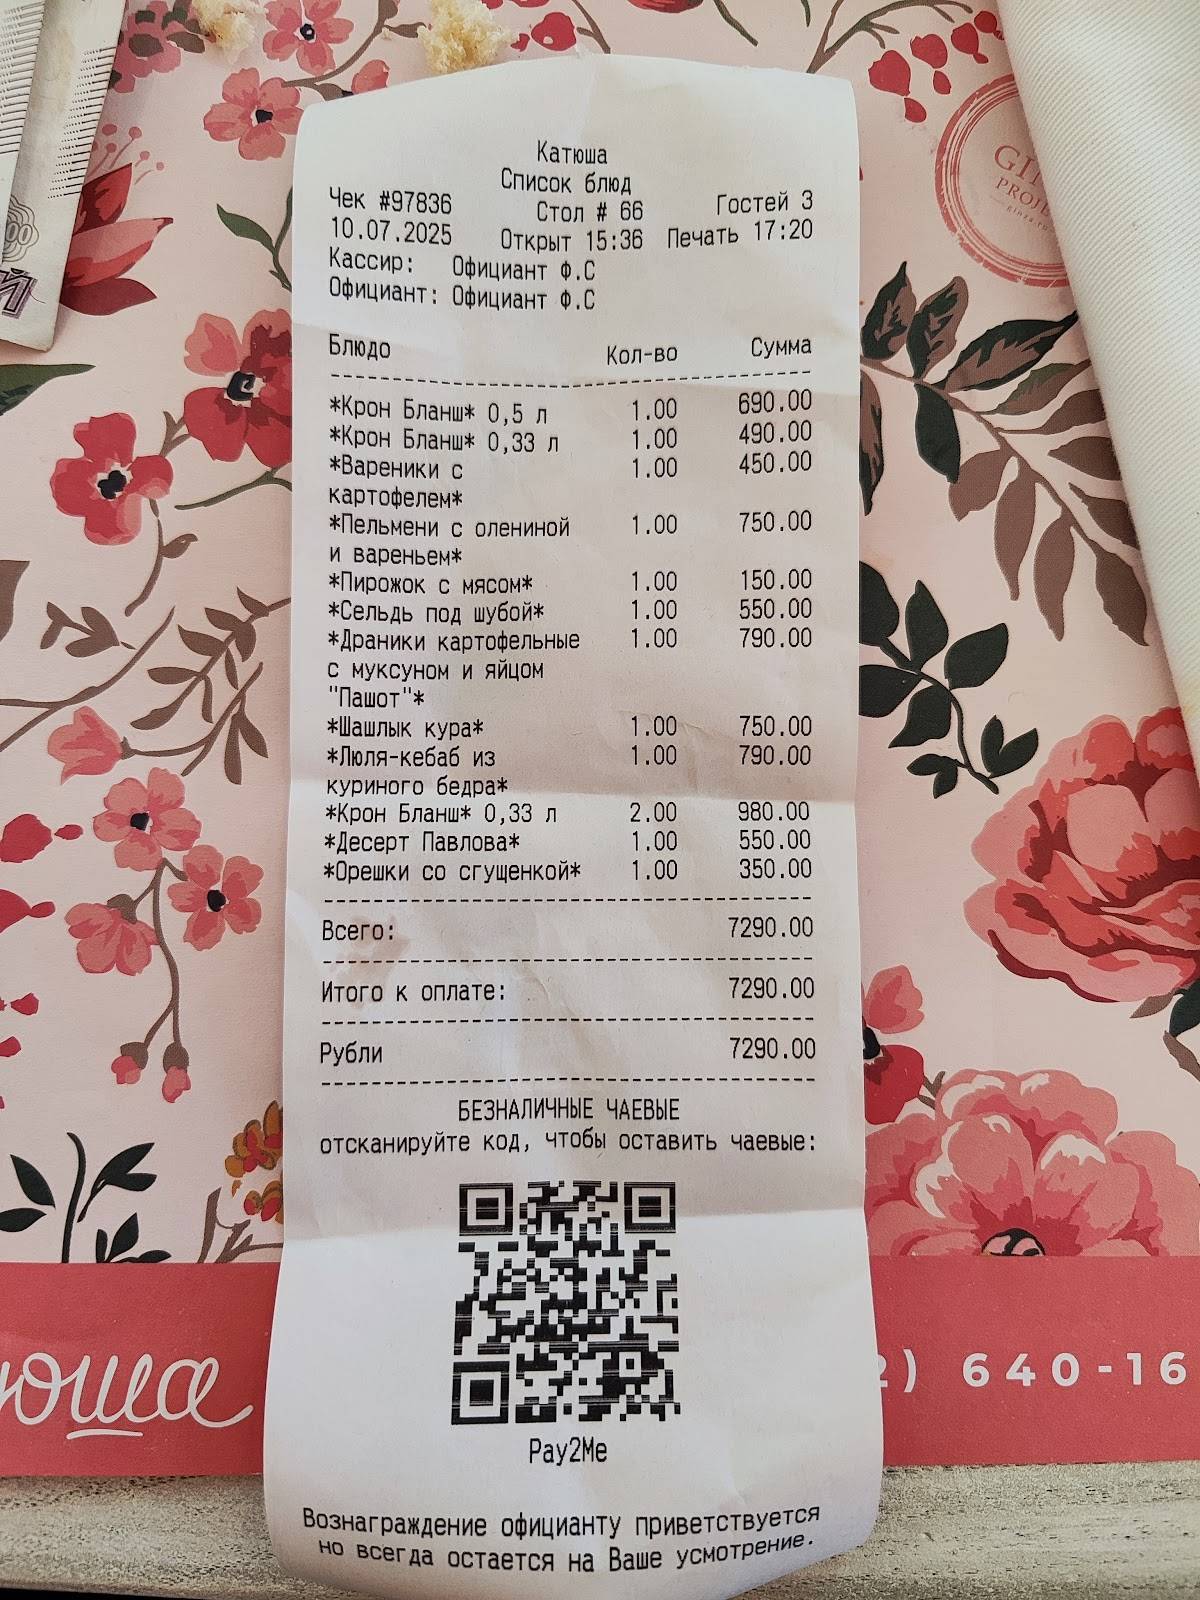 Катюша
Список блюд
Чек #97836 Стол # 66 Гостей 3
10.07.2025 Открыт 15:36 Печать 17:20
Кассир: Официант Ф.С
Официант: Официант Ф.С
Блюдо Кол-во Сумма
*Крон Бланш* 0,5 л 1.00 690.00
*Крон Бланш* 0,33 л 1.00 490.00
*Вареники с 1.00 450.00
картофелем*
*Пельмени с олениной 1.00 750.00
и вареньем*
*Пирожок с мясом* 1.00 150.00
*Сельдь под шубой* 1.00 550.00
*Драники картофельные 1.00 790.00
с муксуном и яйцом
"Пашот"*
*Шашлык кура* 1.00 750.00
*Люля-кебаб из 1.00 790.00
куриного бедра*
*Крон Бланш* 0,33 л 2.00 980.00
*Десерт Павлова* 1.00 550.00
*Орешки со сгущенкой* 1.00 350.00
Всего: 7290.00
Итого к оплате: 7290.00
Рубли 7290.00
БЕЗНАЛИЧНЫЕ ЧАЕВЫЕ
отсканируйте код, чтобы оставить чаевые:
Pay2Me
Вознаграждение официанту приветствуется
но всегда остается на Ваше усмотрение.
юша
2) 640-16